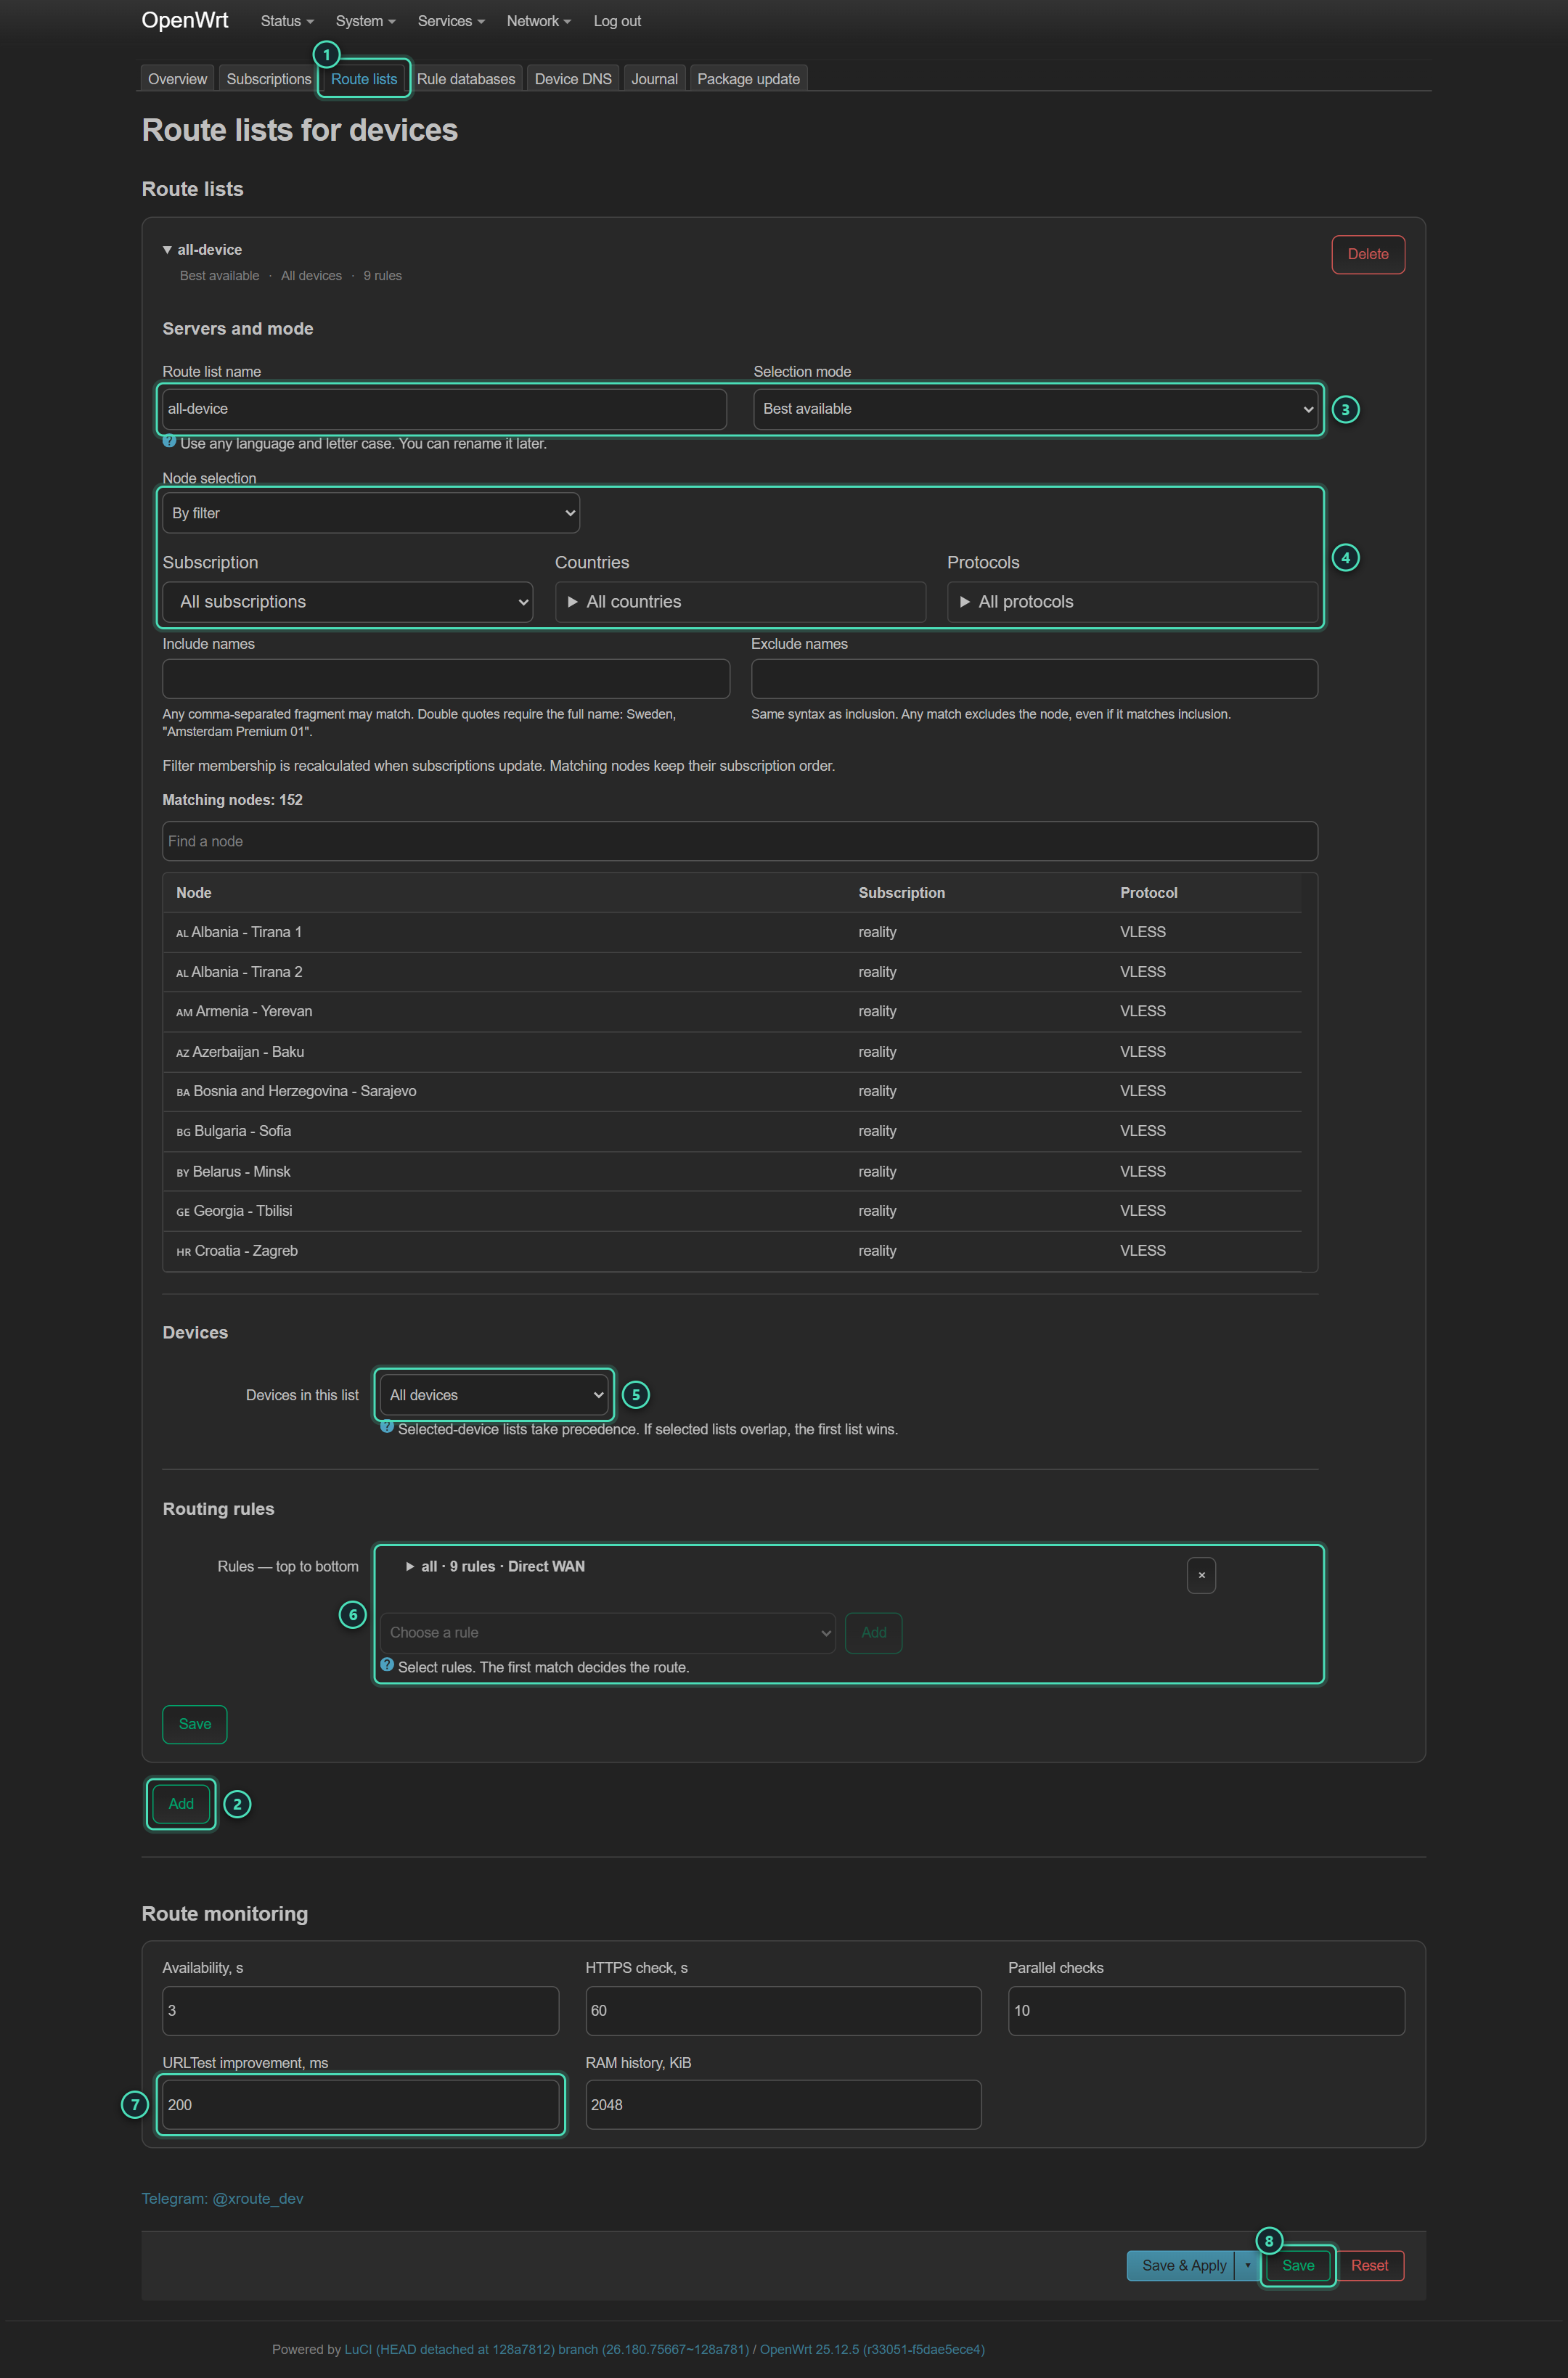 OpenWrt Status System Services Network Log out
1
Overview Subscriptions Route lists Rule databases Device DNS Journal Package update
Route lists for devices
Route lists
all-device
Delete
Best available · All devices · 9 rules
Servers and mode
Route list name Selection mode
all-device Best available 3
? Use any language and letter case. You can rename it later.
Node selection
By filter
4
Subscription Countries Protocols
All subscriptions All countries All protocols
Include names Exclude names
Any comma-separated fragment may match. Double quotes require the full name: Sweden, Same syntax as inclusion. Any match excludes the node, even if it matches inclusion.
"Amsterdam Premium 01".
Filter membership is recalculated when subscriptions update. Matching nodes keep their subscription order.
Matching nodes: 152
Find a node
Node Subscription Protocol
AL Albania - Tirana 1 reality VLESS
AL Albania - Tirana 2 reality VLESS
AM Armenia - Yerevan reality VLESS
AZ Azerbaijan - Baku reality VLESS
BA Bosnia and Herzegovina - Sarajevo reality VLESS
BG Bulgaria - Sofia reality VLESS
BY Belarus - Minsk reality VLESS
GE Georgia - Tbilisi reality VLESS
HR Croatia - Zagreb reality VLESS
Devices
Devices in this list All devices 5
? Selected-device lists take precedence. If selected lists overlap, the first list wins.
Routing rules
Rules — top to bottom all · 9 rules · Direct WAN ×
6
Choose a rule Add
? Select rules. The first match decides the route.
Save
Add 2
Route monitoring
Availability, s HTTPS check, s Parallel checks
3 60 10
URLTest improvement, ms RAM history, KiB
7 200 2048
Telegram: @xroute_dev
8
Save & Apply Save Reset
Powered by LuCI (HEAD detached at 128a7812) branch (26.180.75667~128a781) / OpenWrt 25.12.5 (r33051-f5dae5ece4)